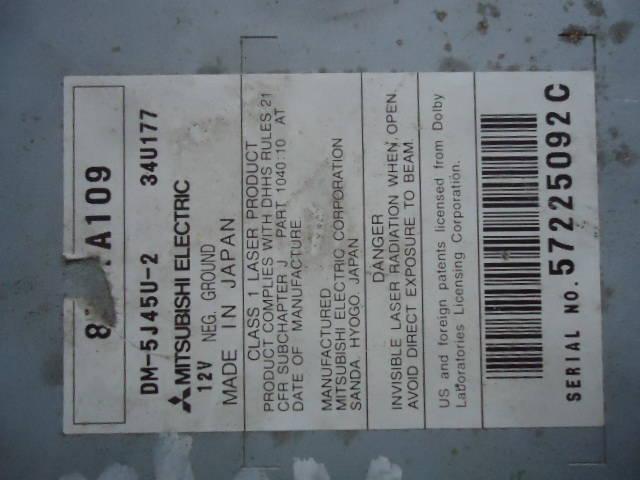 8 A109
DM-5J45U-2 34U177
MITSUBISHI ELECTRIC
12V NEG. GROUND
MADE IN JAPAN
CLASS 1 LASER PRODUCT
PRODUCT COMPLIES WITH DHHS RULES 21
CFR SUBCHAPTER J PART 1040:10 AT
DATE OF MANUFACTURE.
MANUFACTURED
MITSUBISHI ELECTRIC CORPORATION
SANDA, HYOGO, JAPAN
DANGER
INVISIBLE LASER RADIATION WHEN OPEN.
AVOID DIRECT EXPOSURE TO BEAM.
US and foreign patents licensed from Dolby
Laboratories Licensing Corporation.
SERIAL NO. 57225092C